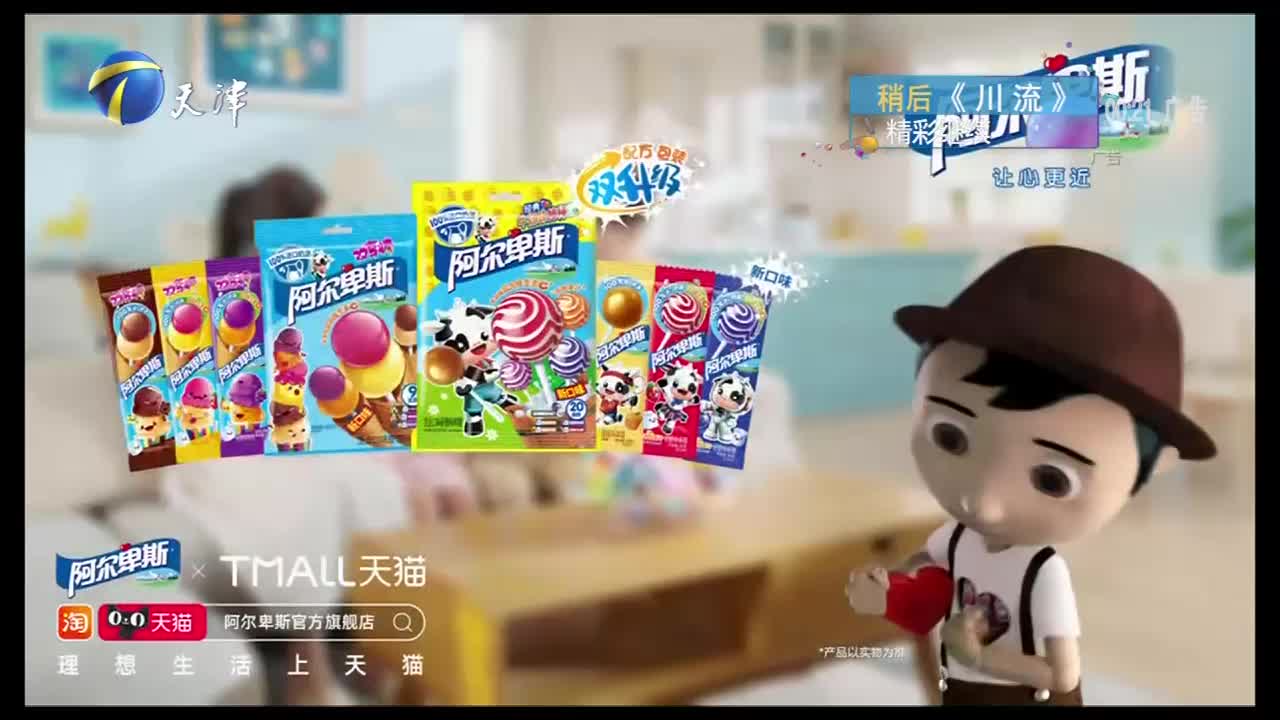 天津
稍后《川流》
精彩继续
广告
让心更近
配方 包装
双升级
新口味
阿尔卑斯
阿尔卑斯
阿尔卑斯
阿尔卑斯
阿尔卑斯
阿尔卑斯
阿尔卑斯
阿尔卑斯
阿尔卑斯 × TMALL天猫
淘 天猫 阿尔卑斯官方旗舰店
理想生活上天猫
*产品以实物为准